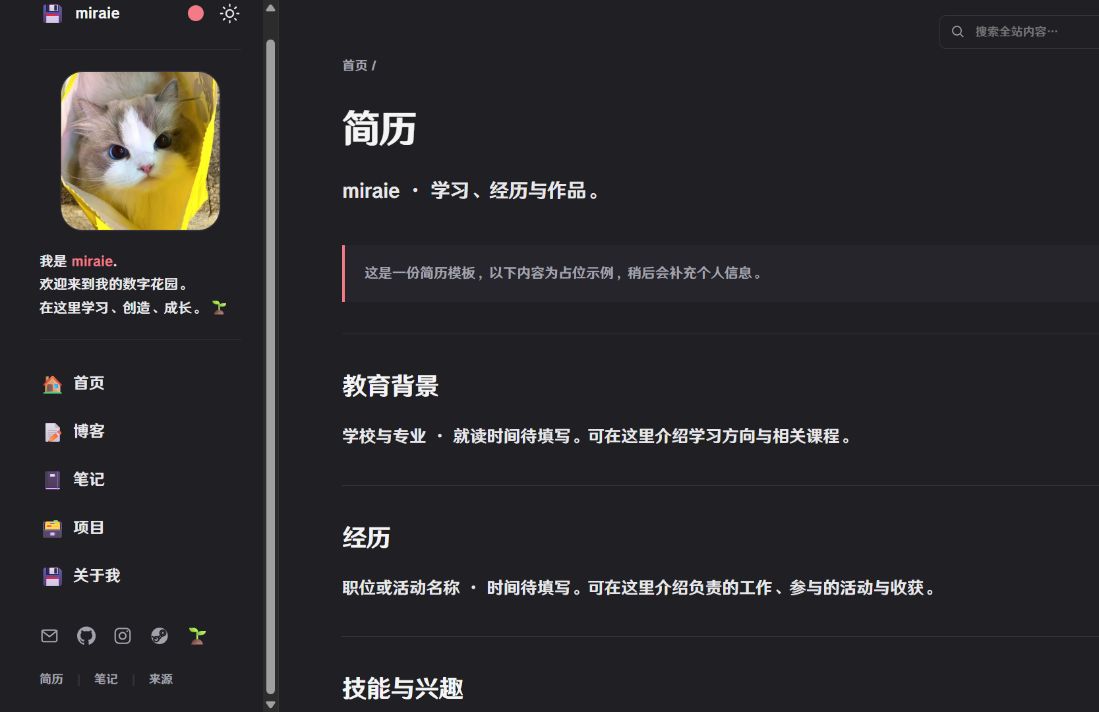 miraie
我是 miraie.
欢迎来到我的数字花园。
在这里学习、创造、成长。🌱
首页
博客
笔记
项目
关于我
简历 | 笔记 | 来源
搜索全站内容…
首页 /
简历
miraie · 学习、经历与作品。
这是一份简历模板，以下内容为占位示例，稍后会补充个人信息。
教育背景
学校与专业 · 就读时间待填写。可在这里介绍学习方向与相关课程。
经历
职位或活动名称 · 时间待填写。可在这里介绍负责的工作、参与的活动与收获。
技能与兴趣